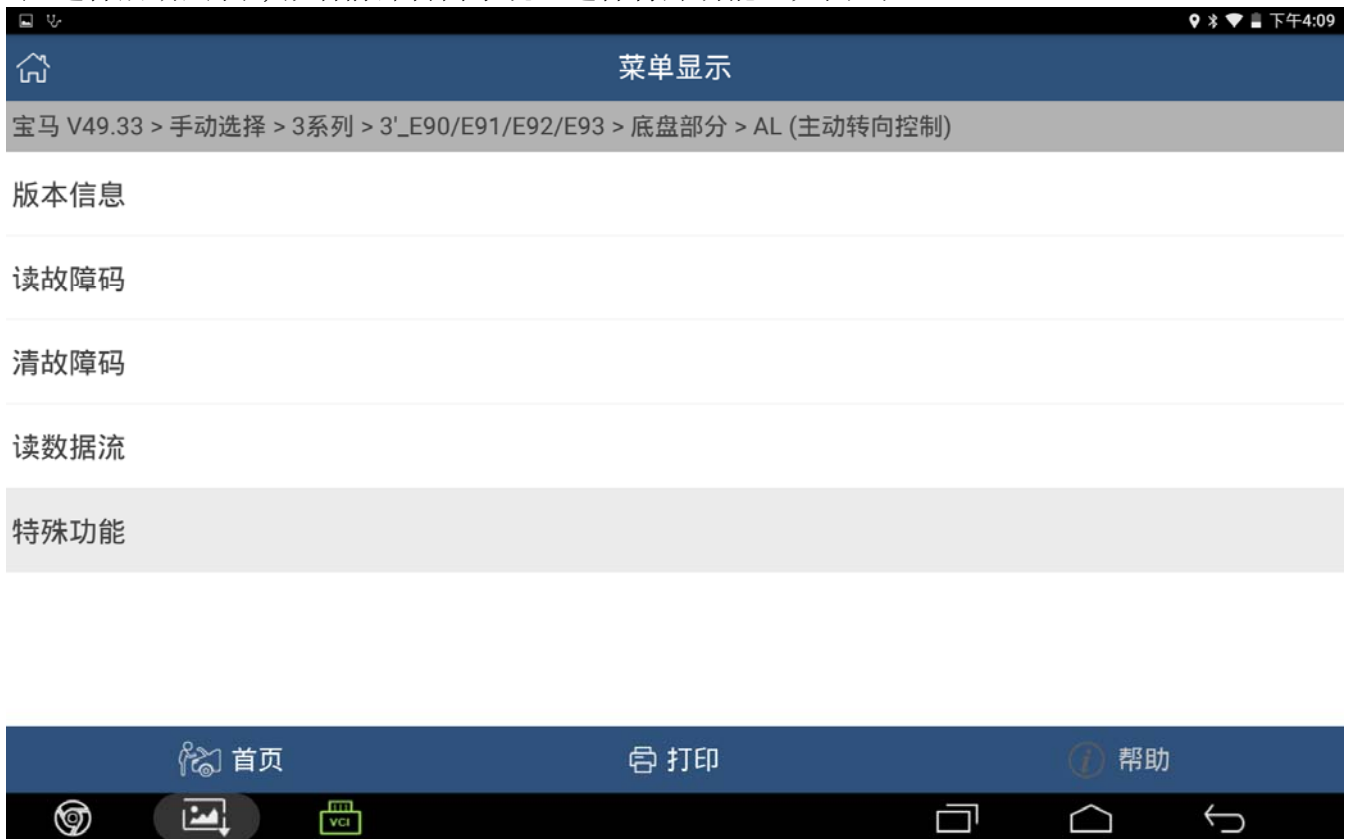 下午4:09
菜单显示
宝马 V49.33 > 手动选择 > 3系列 > 3'_E90/E91/E92/E93 > 底盘部分 > AL (主动转向控制)
版本信息
读故障码
清故障码
读数据流
特殊功能
首页
打印
帮助
VCI